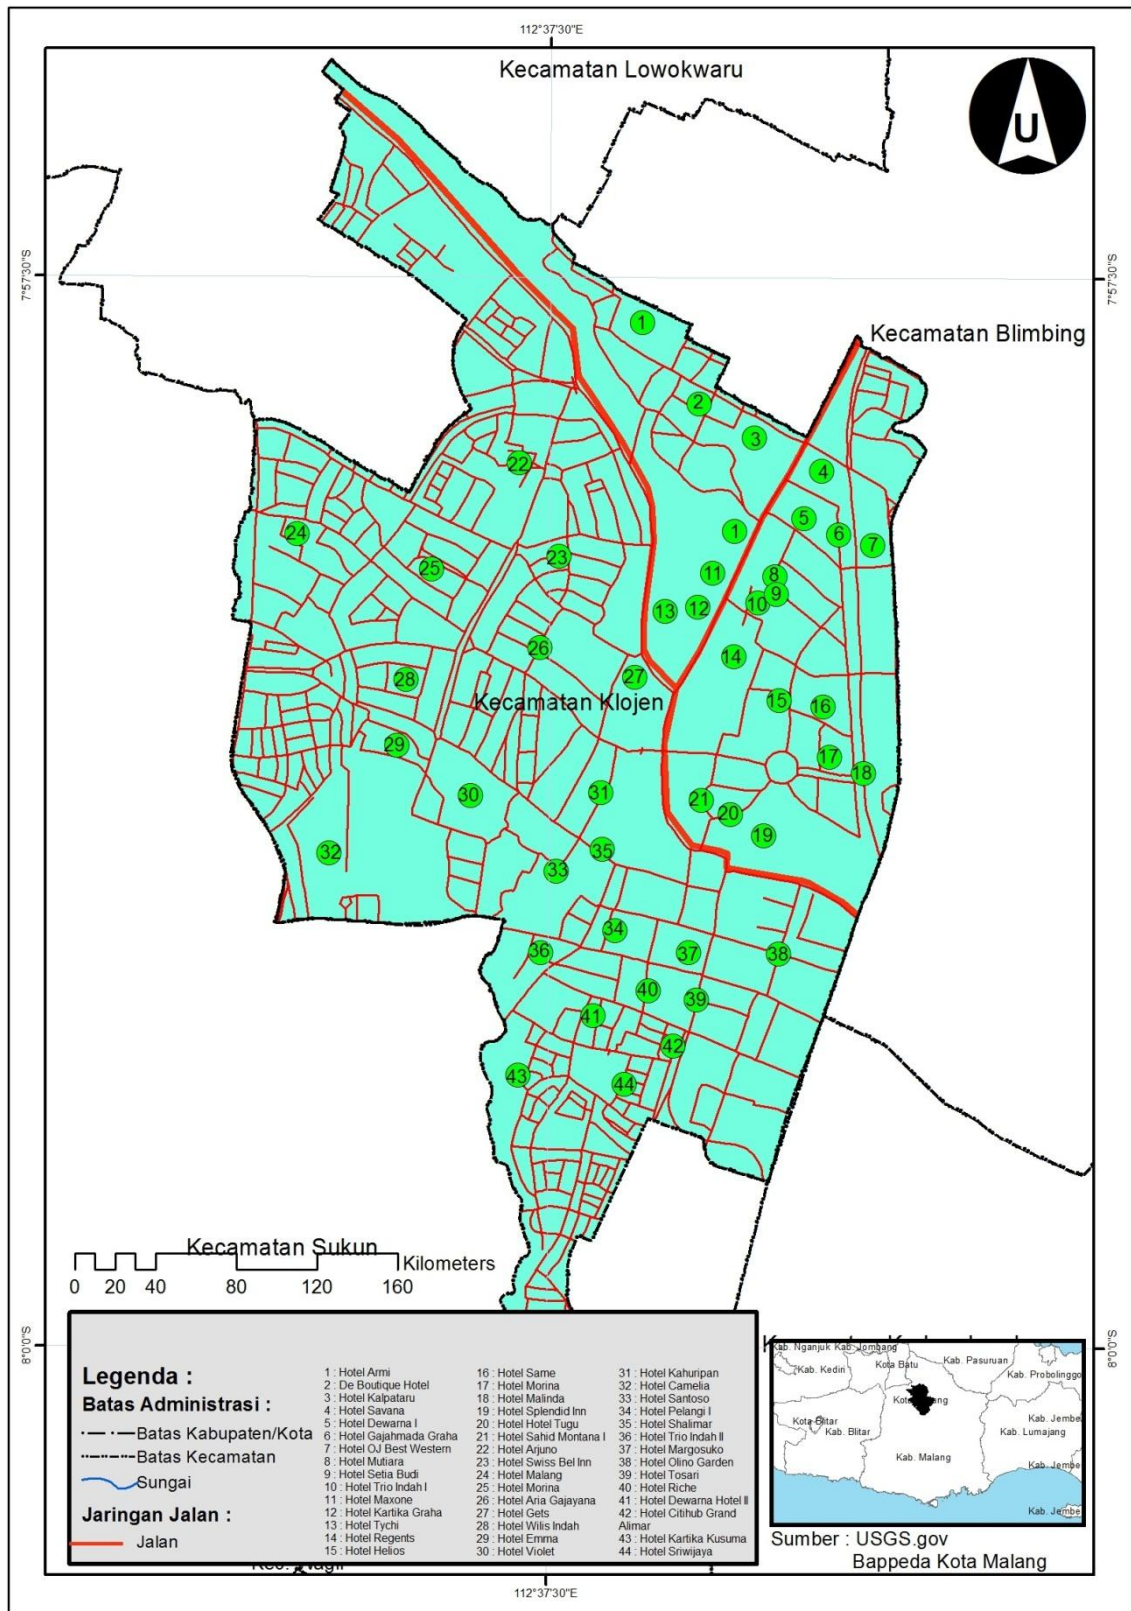 112°37'30"E
Kecamatan Lowokwaru
U
7°57'30"S
7°57'30"S
1
Kecamatan Blimbing
2
3
22
4
5
24
1
6
7
23
25
11
8
9
10
12
13
26
14
27
28
Kecamatan Klojen
15
16
29
17
18
30
31
21
20
19
35
32
33
34
36
37
38
40
39
41
42
43
44
Kecamatan Sukun
Kilometers
0 20 40 80 120 160
8°0'0"S
8°0'0"S
Legenda :
Batas Administrasi :
Batas Kabupaten/Kota
Batas Kecamatan
Sungai
Jaringan Jalan :
Jalan
1 : Hotel Armi
2 : De Boutique Hotel
3 : Hotel Kalpataru
4 : Hotel Savana
5 : Hotel Dewarna I
6 : Hotel Gajahmada Graha
7 : Hotel OJ Best Western
8 : Hotel Mutiara
9 : Hotel Setia Budi
10 : Hotel Trio Indah I
11 : Hotel Maxone
12 : Hotel Kartika Graha
13 : Hotel Tychi
14 : Hotel Regents
15 : Hotel Helios
16 : Hotel Same
17 : Hotel Morina
18 : Hotel Malinda
19 : Hotel Splendid Inn
20 : Hotel Hotel Tugu
21 : Hotel Sahid Montana I
22 : Hotel Arjuno
23 : Hotel Swiss Bel Inn
24 : Hotel Malang
25 : Hotel Morina
26 : Hotel Aria Gajayana
27 : Hotel Gets
28 : Hotel Wilis Indah
29 : Hotel Emma
30 : Hotel Violet
31 : Hotel Kahuripan
32 : Hotel Camelia
33 : Hotel Santoso
34 : Hotel Pelangi I
35 : Hotel Shalimar
36 : Hotel Trio Indah II
37 : Hotel Margosuko
38 : Hotel Olino Garden
39 : Hotel Tosari
40 : Hotel Riche
41 : Hotel Dewarna Hotel II
42 : Hotel Citihub Grand
Alimar
43 : Hotel Kartika Kusuma
44 : Hotel Sriwijaya
Kab. Nganjuk
Kab. Jombang
Kab. Kediri
Kota Batu
Kab. Pasuruan
Kab. Probolinggo
Kota Blitar
Kab. Blitar
Kab. Malang
Kab. Lumajang
Kab. Jembe
Kab. Jembe
Kab. Jembe
Sumber : USGS.gov
Bappeda Kota Malang
112°37'30"E